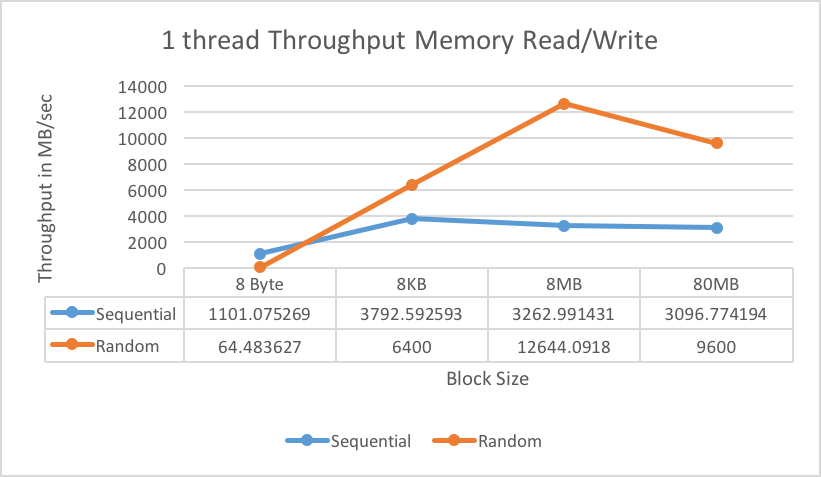 1 thread Throughput Memory Read/Write
Throughput in MB/sec
14000
12000
10000
8000
6000
4000
2000
0
8 Byte 8KB 8MB 80MB
Sequential 1101.075269 3792.592593 3262.991431 3096.774194
Random 64.483627 6400 12644.0918 9600
Block Size
Sequential Random